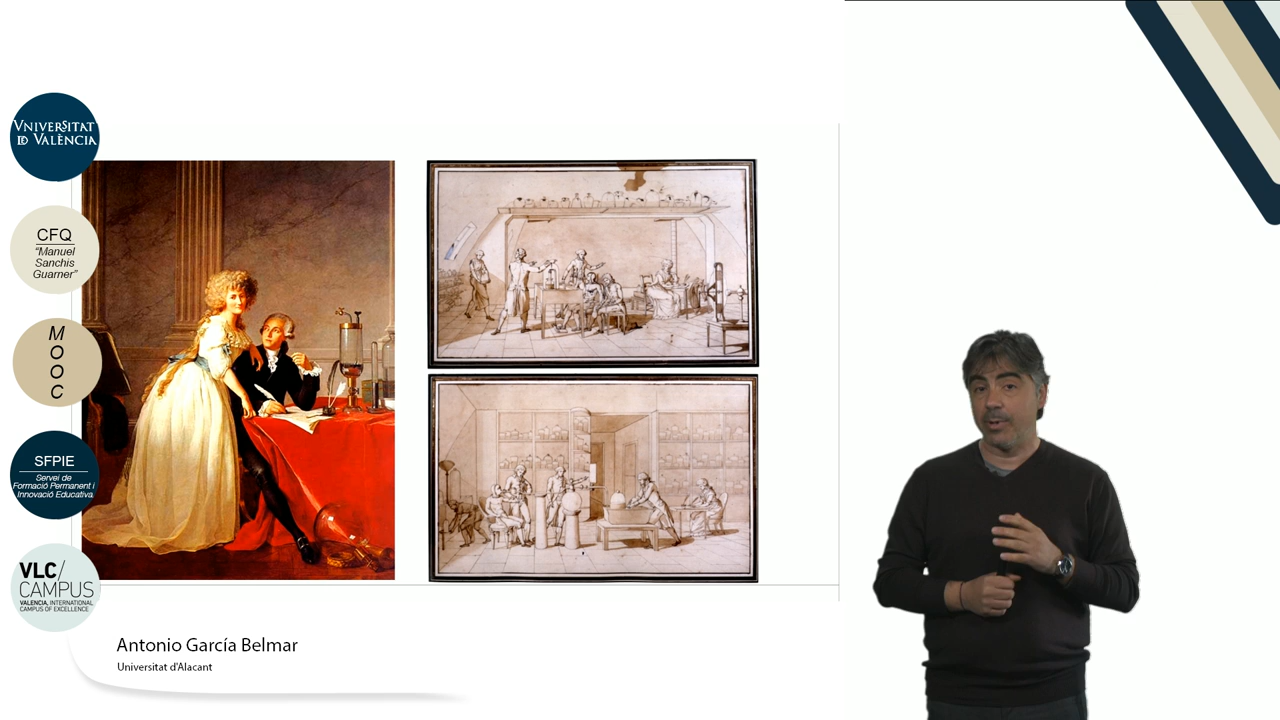 VNIVERSITAT
ID VALÈNCIA
CFQ
"Manuel
Sanchis
Guarner"
M
O
O
C
SFPIE
Servei de
Formació Permanent i
Innovació Educativa
VLC/
CAMPUS
VALENCIA, INTERNATIONAL
CAMPUS OF EXCELLENCE
Antonio García Belmar
Universitat d'Alacant